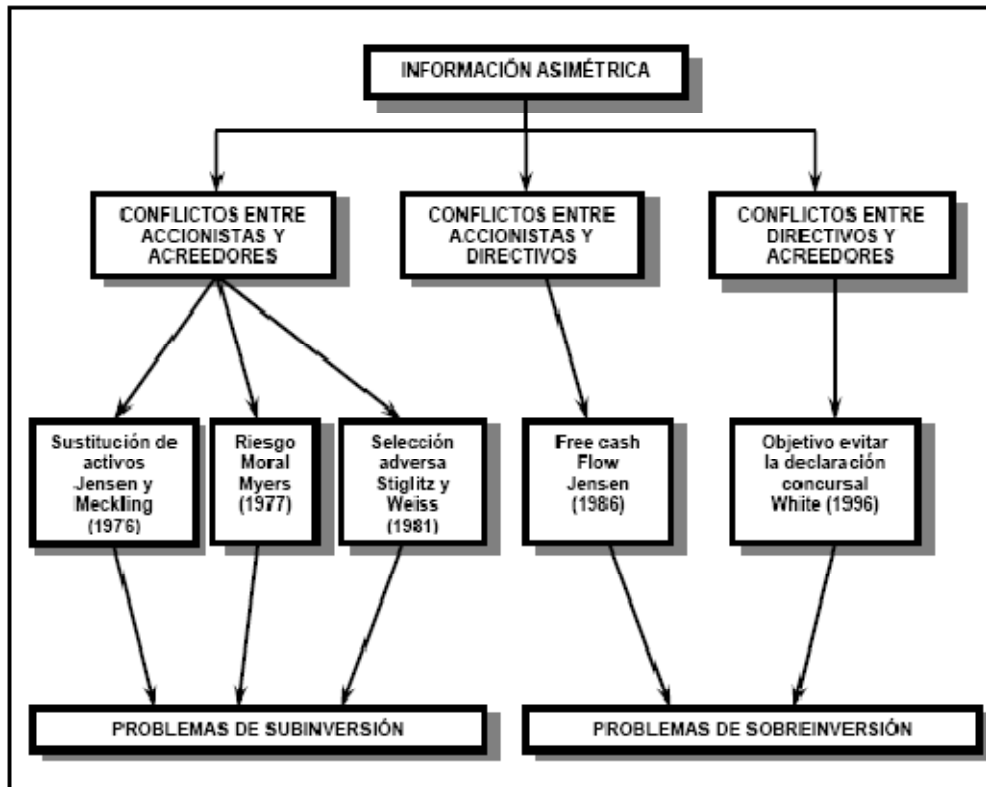 INFORMACIÓN ASIMÉTRICA
CONFLICTOS ENTRE
ACCIONISTAS Y
ACREEDORES
CONFLICTOS ENTRE
ACCIONISTAS Y
DIRECTIVOS
CONFLICTOS ENTRE
DIRECTIVOS Y
ACREEDORES
Sustitución de
activos
Jensen y
Meckling
(1976)
Riesgo
Moral
Myers
(1977)
Selección
adversa
Stiglitz y
Weiss
(1981)
Free cash
Flow
Jensen
(1986)
Objetivo evitar
la declaración
concursal
White (1996)
PROBLEMAS DE SUBINVERSIÓN
PROBLEMAS DE SOBREINVERSIÓN